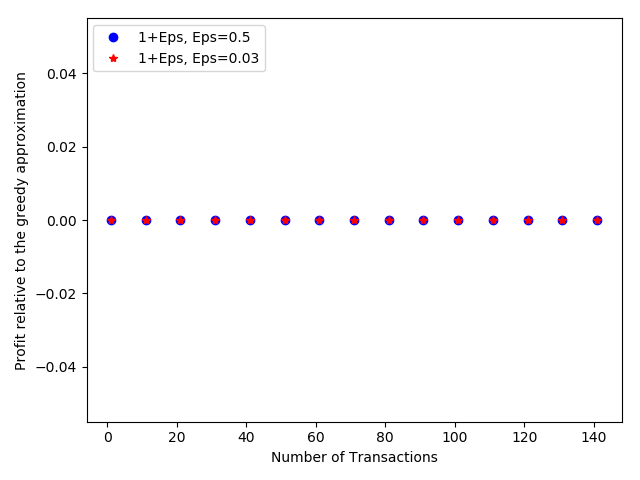 1+Eps, Eps=0.5
1+Eps, Eps=0.03
Profit relative to the greedy approximation
0.04
0.02
0.00
−0.02
−0.04
0 20 40 60 80 100 120 140
Number of Transactions